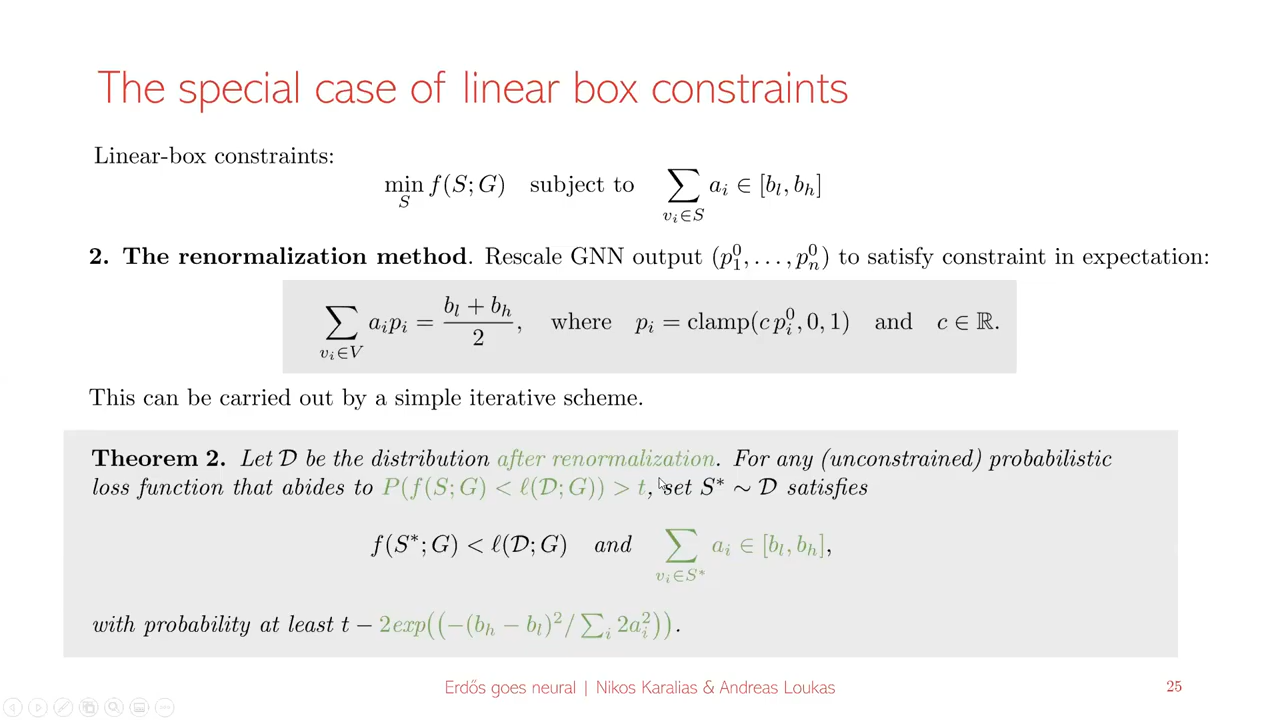 The special case of linear box constraints
Linear-box constraints:
min_S f(S; G) subject to ∑_{v_i∈S} a_i ∈ [b_l, b_h]
2. The renormalization method. Rescale GNN output (p_1^0, . . . , p_n^0) to satisfy constraint in expectation:
∑_{v_i∈V} a_i p_i = (b_l + b_h)/2, where p_i = clamp(c p_i^0, 0, 1) and c ∈ ℝ.
This can be carried out by a simple iterative scheme.
Theorem 2. Let 𝒟 be the distribution after renormalization. For any (unconstrained) probabilistic
loss function that abides to P(f(S; G) < ℓ(𝒟; G)) > t, set S* ∼ 𝒟 satisfies
f(S*; G) < ℓ(𝒟; G) and ∑_{v_i∈S*} a_i ∈ [b_l, b_h],
with probability at least t − 2exp((−(b_h − b_l)^2/∑_i 2a_i^2)).
Erdős goes neural | Nikos Karalias & Andreas Loukas
25